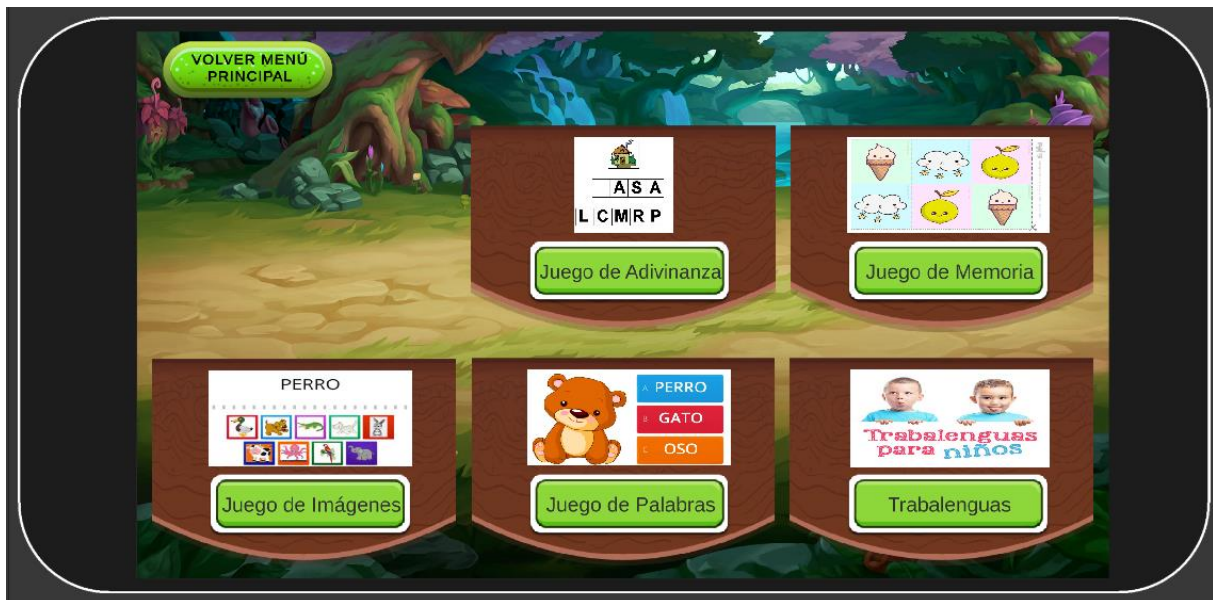 VOLVER MENÚ
PRINCIPAL
ASA
L C M R P
Juego de Adivinanza
Juego de Memoria
PERRO
Juego de Imágenes
A PERRO
B GATO
C OSO
Juego de Palabras
Trabalenguas
para niños
Trabalenguas